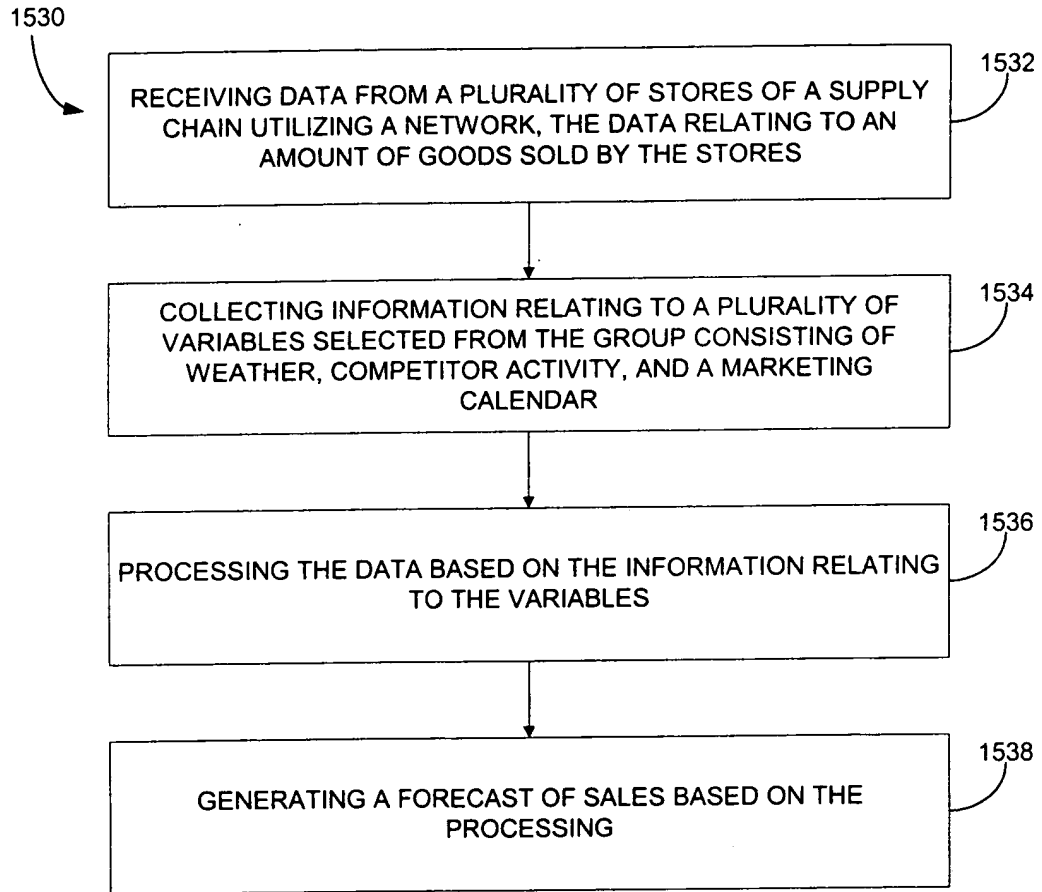 1530
1532
RECEIVING DATA FROM A PLURALITY OF STORES OF A SUPPLY
CHAIN UTILIZING A NETWORK, THE DATA RELATING TO AN
AMOUNT OF GOODS SOLD BY THE STORES
1534
COLLECTING INFORMATION RELATING TO A PLURALITY OF
VARIABLES SELECTED FROM THE GROUP CONSISTING OF
WEATHER, COMPETITOR ACTIVITY, AND A MARKETING
CALENDAR
1536
PROCESSING THE DATA BASED ON THE INFORMATION RELATING
TO THE VARIABLES
1538
GENERATING A FORECAST OF SALES BASED ON THE
PROCESSING